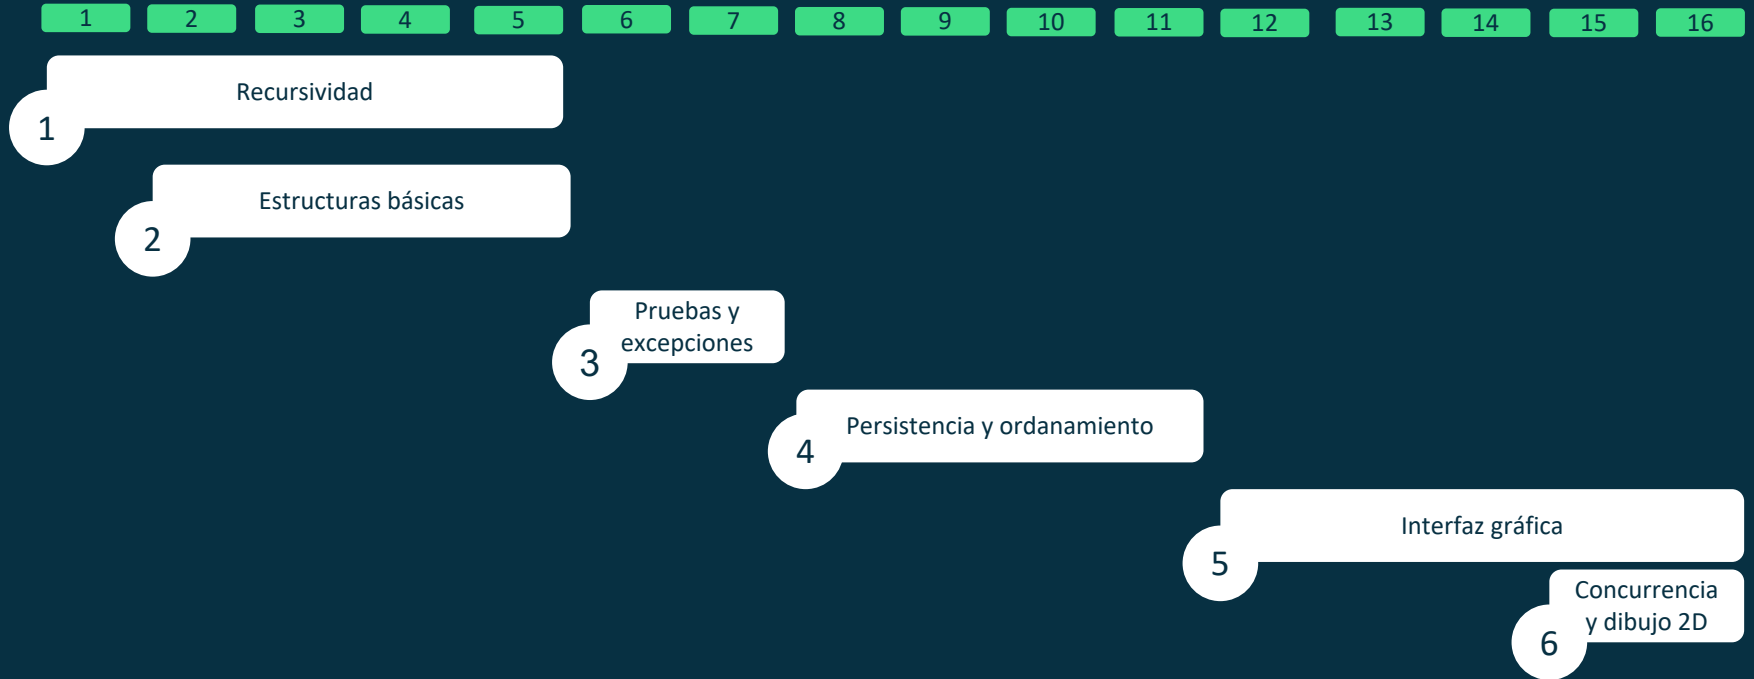 1 2 3 4 5 6 7 8 9 10 11 12 13 14 15 16
Recursividad
1
Estructuras básicas
2
Pruebas y
excepciones
3
Persistencia y ordanamiento
4
Interfaz gráfica
5
Concurrencia
y dibujo 2D
6